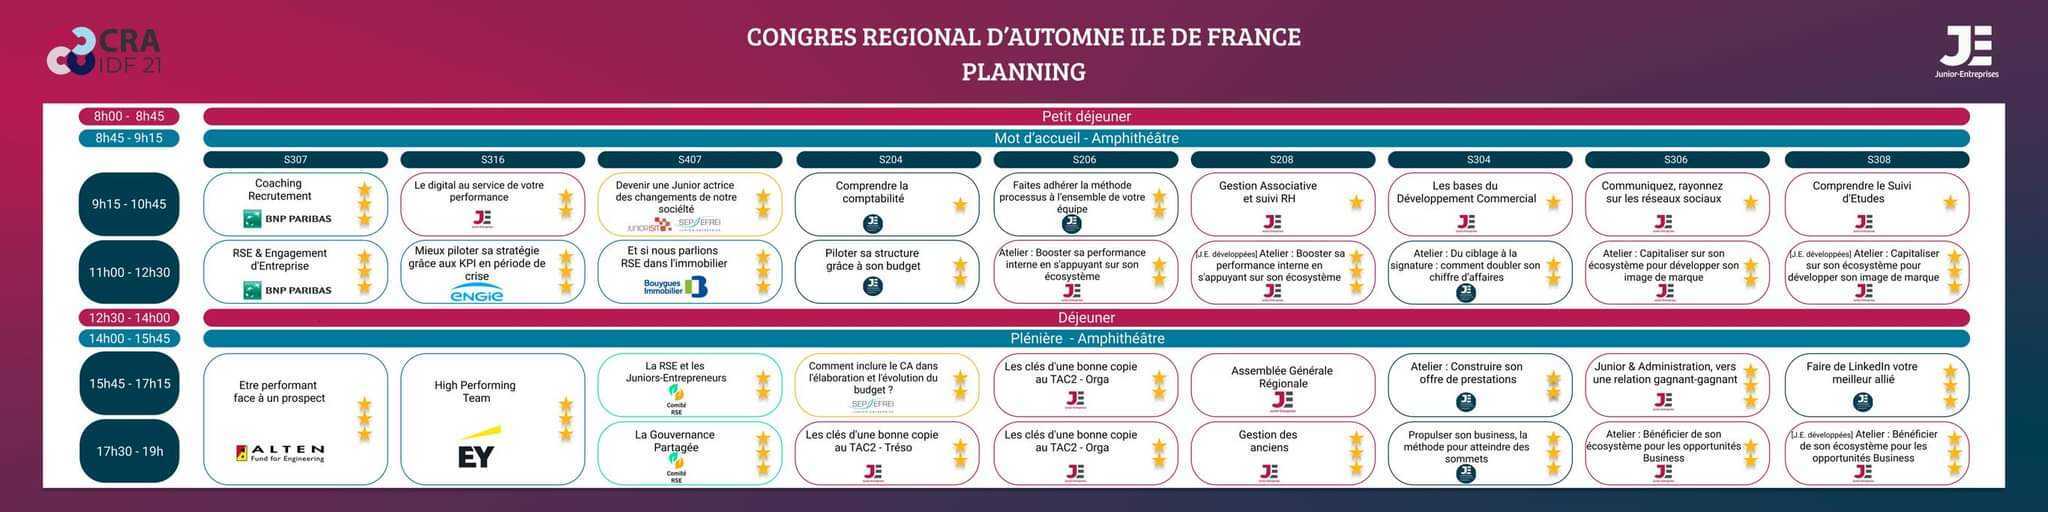 CRA
IDF 21
CONGRES REGIONAL D'AUTOMNE ILE DE FRANCE
PLANNING
JE
Junior-Entreprises
8h00 - 8h45
Petit déjeuner
8h45 - 9h15
Mot d'accueil - Amphithéâtre
S307
S316
S407
S204
S206
S208
S304
S306
S308
9h15 - 10h45
Coaching
Recrutement
BNP PARIBAS
Le digital au service de votre
performance
JE
Devenir une Junior actrice
des changements de notre
sociélté
JUNIORISIT
SEPEFREI
Comprendre la
comptabilité
JE
Faites adhérer la méthode
processus à l'ensemble de votre
équipe
JE
Gestion Associative
et suivi RH
JE
Les bases du
Développement Commercial
JE
Communiquez, rayonnez
sur les réseaux sociaux
JE
Comprendre le Suivi
d'Etudes
JE
11h00 - 12h30
RSE & Engagement
d'Entreprise
BNP PARIBAS
Mieux piloter sa stratégie
grâce aux KPI en période de
crise
ENGIE
Et si nous parlions
RSE dans l'immobilier
Bouygues
Immobilier
Piloter sa structure
grâce à son budget
JE
Atelier : Booster sa performance
interne en s'appuyant sur son
écosystème
JE
[J.E. développées] Atelier : Booster sa
performance interne en
s'appuyant sur son écosystème
JE
Atelier : Du ciblage à la
signature : comment doubler son
chiffre d'affaires
JE
Atelier : Capitaliser sur son
écosystème pour développer son
image de marque
JE
[J.E. développées] Atelier : Capitaliser
sur son écosystème pour
développer son image de marque
JE
12h30 - 14h00
Déjeuner
14h00 - 15h45
Plénière - Amphithéâtre
15h45 - 17h15
Etre performant
face à un prospect
ALTEN
Fund for Engineering
High Performing
Team
EY
La RSE et les
Juniors-Entrepreneurs
Comité
RSE
Comment inclure le CA dans
l'élaboration et l'évolution du
budget ?
SEPEFREI
Les clés d'une bonne copie
au TAC2 - Orga
JE
Assemblée Générale
Régionale
JE
Atelier : Construire son
offre de prestations
JE
Junior & Administration, vers
une relation gagnant-gagnant
JE
Faire de LinkedIn votre
meilleur allié
JE
17h30 - 19h
La Gouvernance
Partagée
Comité
RSE
Les clés d'une bonne copie
au TAC2 - Tréso
JE
Les clés d'une bonne copie
au TAC2 - Orga
JE
Gestion des
anciens
JE
Propulser son business, la
méthode pour atteindre des
sommets
JE
Atelier : Bénéficier de son
écosystème pour les opportunités
Business
JE
[J.E. développées] Atelier : Bénéficier
de son écosystème pour les
opportunités Business
JE